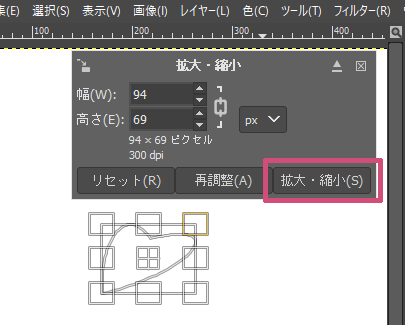 集(E) 選択(S) 表示(V) 画像(I) レイヤー(L) 色(C) ツール(T) フィルター(R)
100 200 300 400
拡大・縮小
幅(W): 94
高さ(E): 69
px
94 × 69 ピクセル
300 dpi
リセット(R) 再調整(A) 拡大・縮小(S)